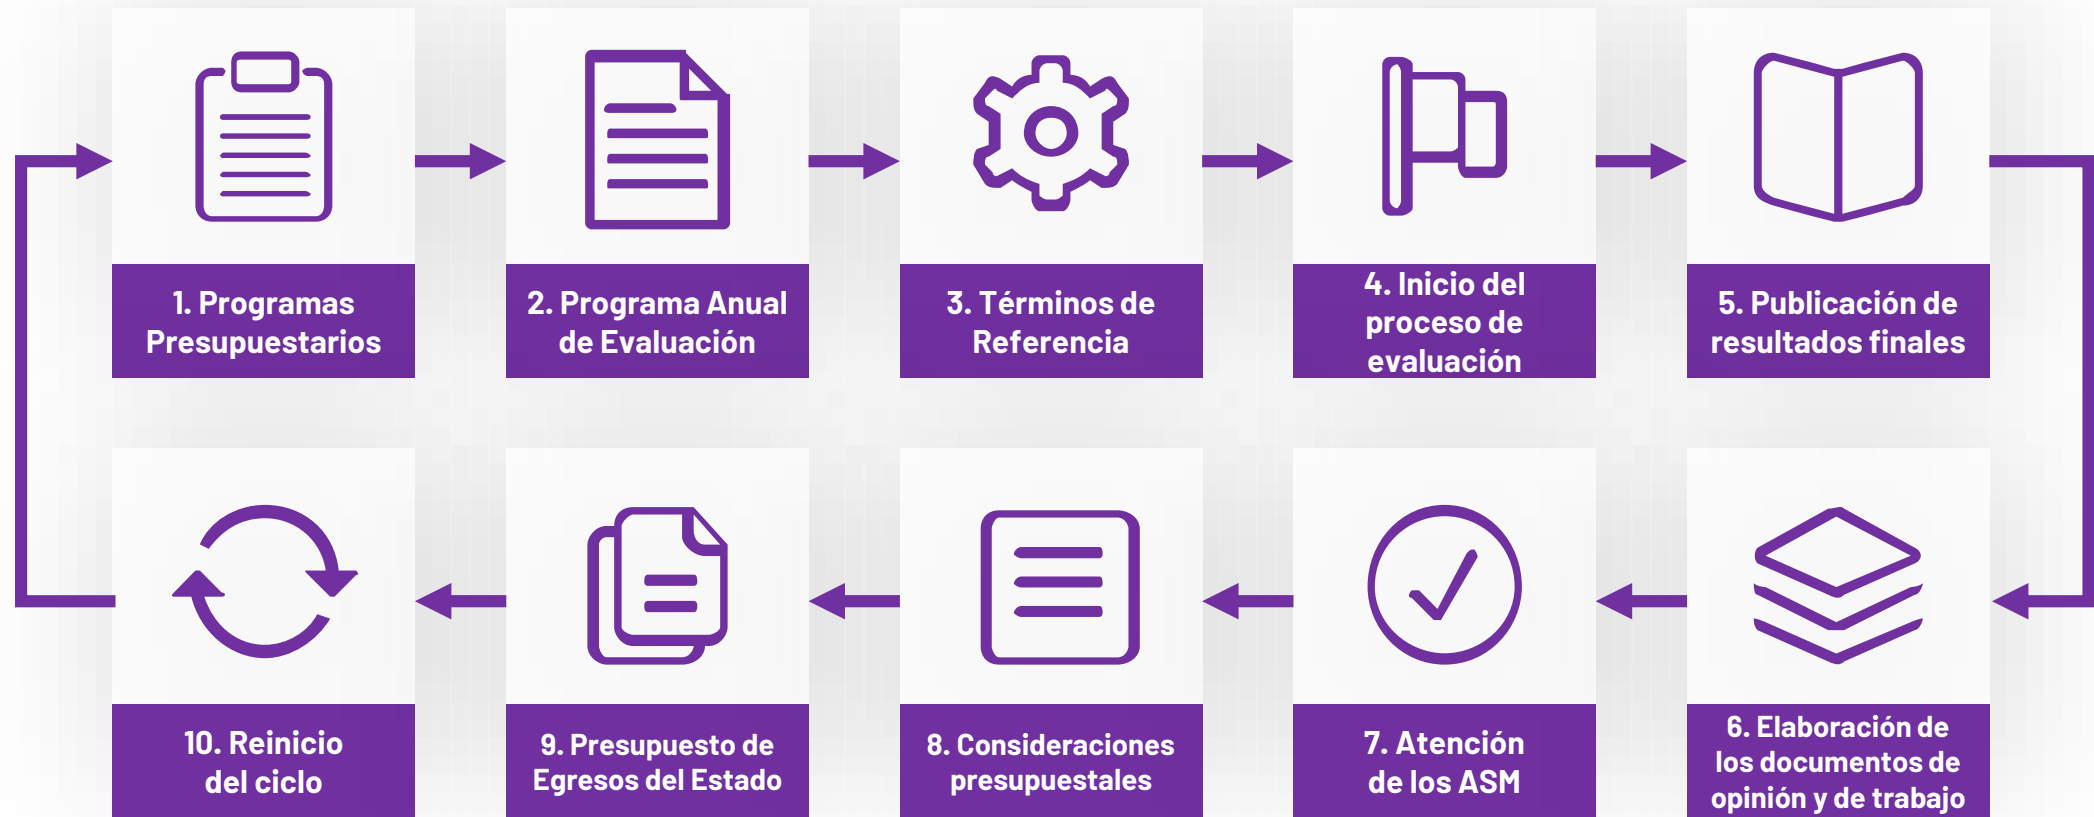 1. Programas
Presupuestarios
2. Programa Anual
de Evaluación
3. Términos de
Referencia
4. Inicio del
proceso de
evaluación
5. Publicación de
resultados finales
6. Elaboración de
los documentos de
opinión y de trabajo
7. Atención
de los ASM
8. Consideraciones
presupuestales
9. Presupuesto de
Egresos del Estado
10. Reinicio
del ciclo